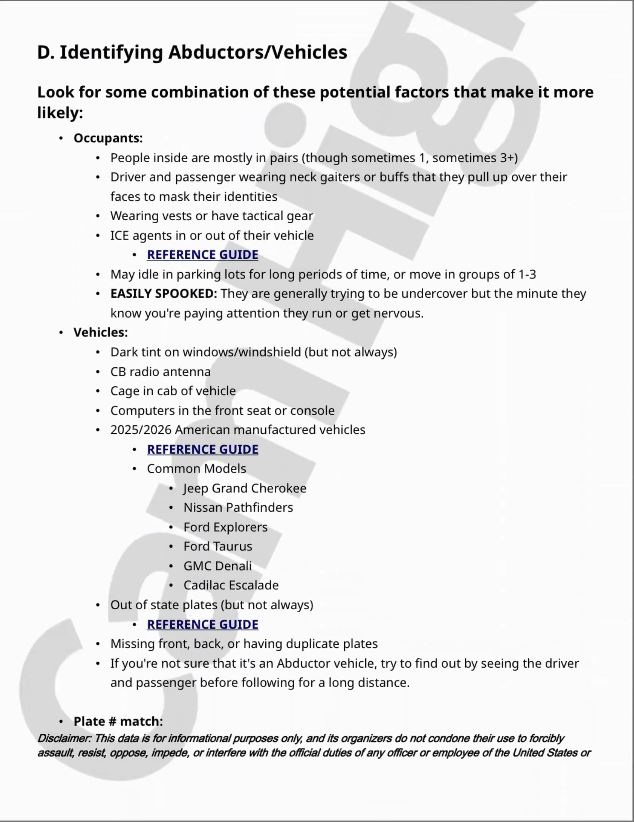 D. Identifying Abductors/Vehicles
Look for some combination of these potential factors that make it more
likely:
• Occupants:
• People inside are mostly in pairs (though sometimes 1, sometimes 3+)
• Driver and passenger wearing neck gaiters or buffs that they pull up over their
faces to mask their identities
• Wearing vests or have tactical gear
• ICE agents in or out of their vehicle
• REFERENCE GUIDE
• May idle in parking lots for long periods of time, or move in groups of 1-3
• EASILY SPOOKED: They are generally trying to be undercover but the minute they
know you're paying attention they run or get nervous.
• Vehicles:
• Dark tint on windows/windshield (but not always)
• CB radio antenna
• Cage in cab of vehicle
• Computers in the front seat or console
• 2025/2026 American manufactured vehicles
• REFERENCE GUIDE
• Common Models
• Jeep Grand Cherokee
• Nissan Pathfinders
• Ford Explorers
• Ford Taurus
• GMC Denali
• Cadilac Escalade
• Out of state plates (but not always)
• REFERENCE GUIDE
• Missing front, back, or having duplicate plates
• If you're not sure that it's an Abductor vehicle, try to find out by seeing the driver
and passenger before following for a long distance.
• Plate # match:
Disclaimer: This data is for informational purposes only, and its organizers do not condone their use to forcibly
assault, resist, oppose, impede, or interfere with the official duties of any officer or employee of the United States or
Cam Hig